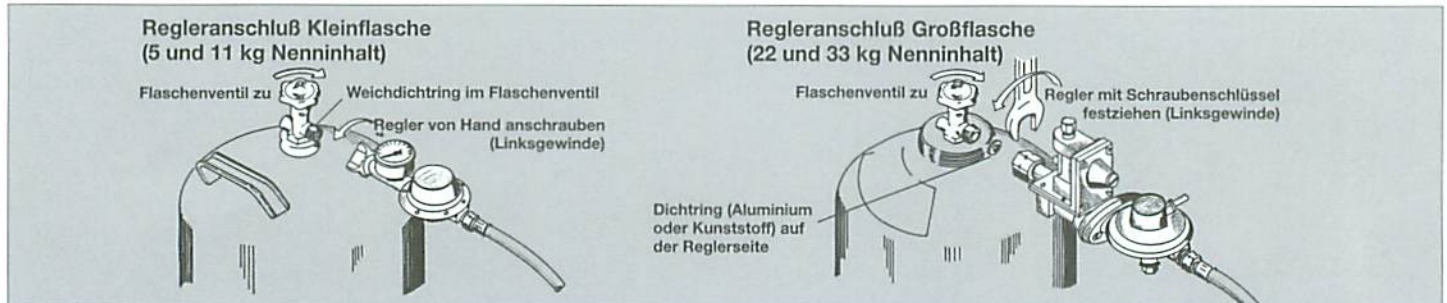 Regleranschluß Kleinflasche
(5 und 11 kg Nenninhalt)
Flaschenventil zu
Weichdichtring im Flaschenventil
Regler von Hand anschrauben
(Linksgewinde)
Regleranschluß Großflasche
(22 und 33 kg Nenninhalt)
Flaschenventil zu
Regler mit Schraubenschlüssel
festziehen (Linksgewinde)
Dichtring (Aluminium
oder Kunststoff) auf
der Reglerseite